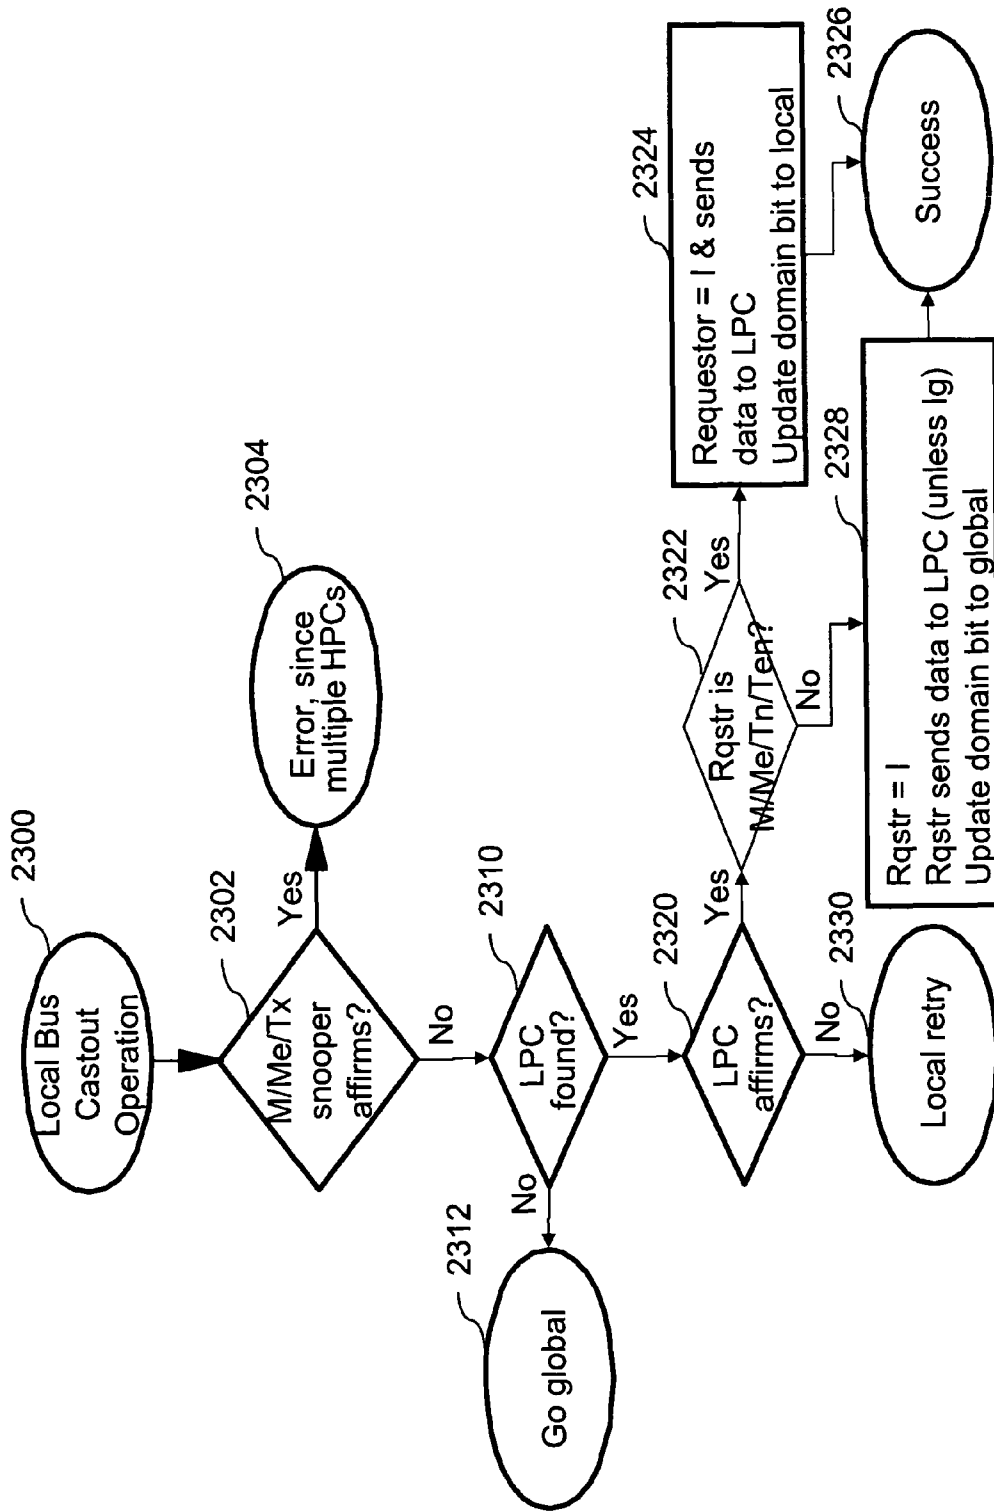 2300
Local Bus
Castout
Operation
2302
M/Me/Tx
snooper
affirms?
Yes
2304
Error, since
multiple HPCs
No
2310
LPC
found?
No
2312
Go global
Yes
2320
LPC
affirms?
No
2330
Local retry
Yes
2322
Rqstr is
M/Me/Tn/Ten?
Yes
2324
Requestor = I & sends
data to LPC
Update domain bit to local
No
2328
Rqstr = I
Rqstr sends data to LPC (unless Ig)
Update domain bit to global
2326
Success